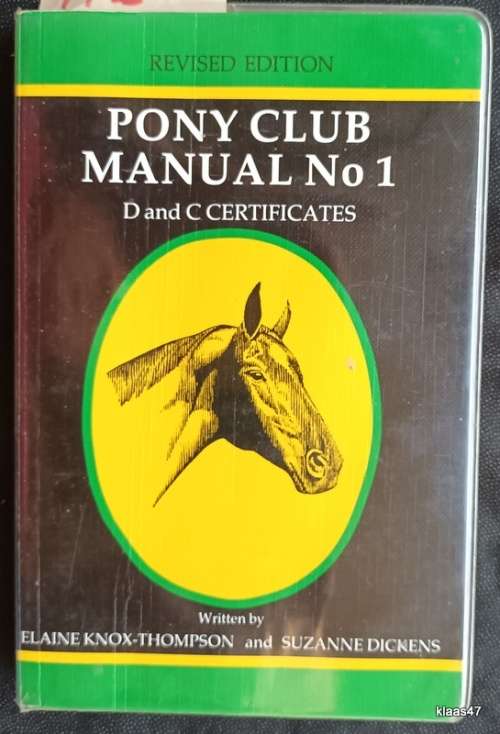 REVISED EDITION
PONY CLUB
MANUAL No 1
D and C CERTIFICATES
Written by
ELAINE KNOX-THOMPSON and SUZANNE DICKENS
klaas47